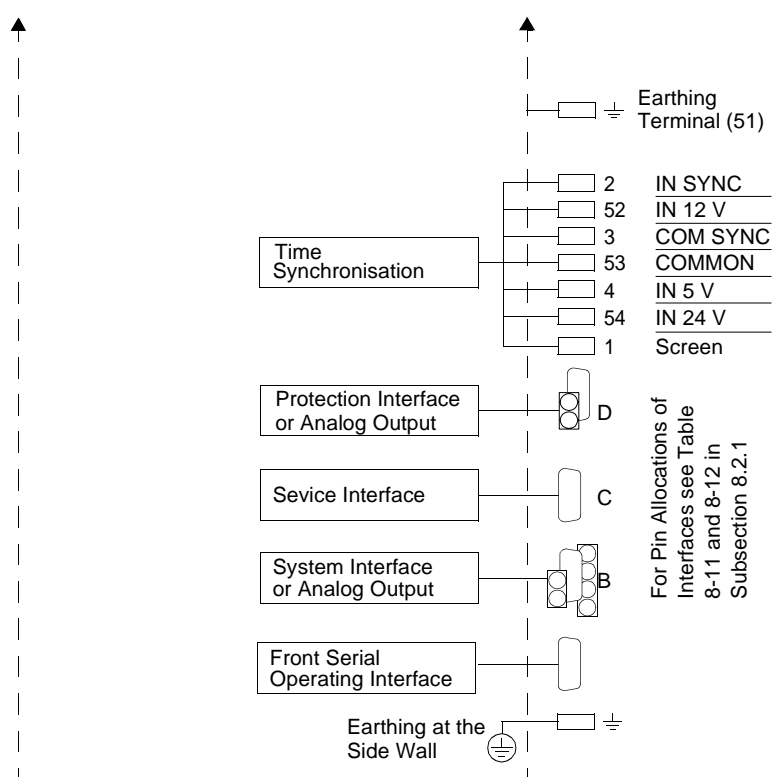 Earthing
Terminal (51)
2 IN SYNC
52 IN 12 V
3 COM SYNC
53 COMMON
4 IN 5 V
54 IN 24 V
1 Screen
Time
Synchronisation
Protection Interface
or Analog Output
D
Sevice Interface
C
System Interface
or Analog Output
B
For Pin Allocations of
Interfaces see Table
8-11 and 8-12 in
Subsection 8.2.1
Front Serial
Operating Interface
Earthing at the
Side Wall